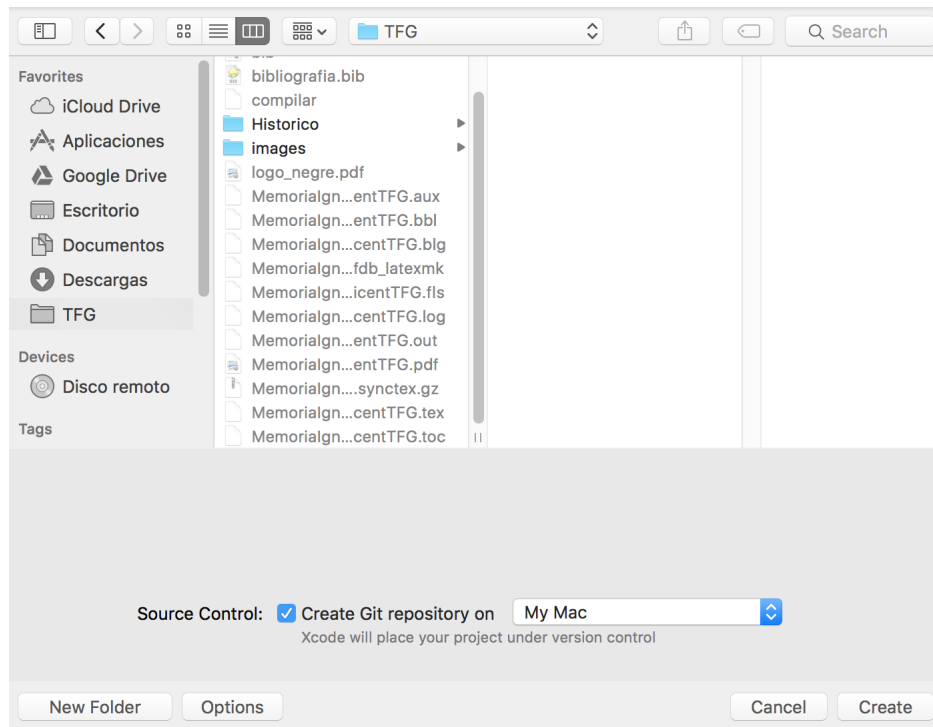 TFG
Search
Favorites
iCloud Drive
Aplicaciones
Google Drive
Escritorio
Documentos
Descargas
TFG
Devices
Disco remoto
Tags
bibliografia.bib
compilar
Historico
images
logo_negre.pdf
MemoriaIgn...entTFG.aux
MemoriaIgn...entTFG.bbl
MemoriaIgn...centTFG.blg
MemoriaIgn...fdb_latexmk
MemoriaIgn...icentTFG.fls
MemoriaIgn...centTFG.log
MemoriaIgn...entTFG.out
MemoriaIgn...entTFG.pdf
MemoriaIgn....synctex.gz
MemoriaIgn...centTFG.tex
MemoriaIgn...centTFG.toc
Source Control: Create Git repository on My Mac
Xcode will place your project under version control
New Folder Options Cancel Create